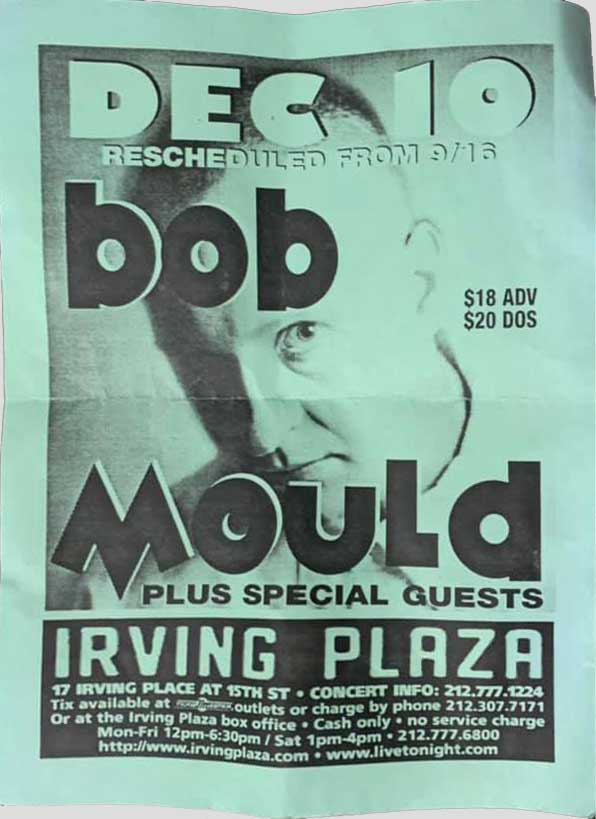 DEC 10
RESCHEDULED FROM 9/16
bob
$18 ADV
$20 DOS
Mould
PLUS SPECIAL GUESTS
IRVING PLAZA
17 IRVING PLACE AT 15TH ST • CONCERT INFO: 212.777.1224
Tix available at outlets or charge by phone 212.307.7171
Or at the Irving Plaza box office • Cash only • no service charge
Mon-Fri 12pm-6:30pm / Sat 1pm-4pm • 212.777.6800
http://www.irvingplaza.com • www.livetonight.com